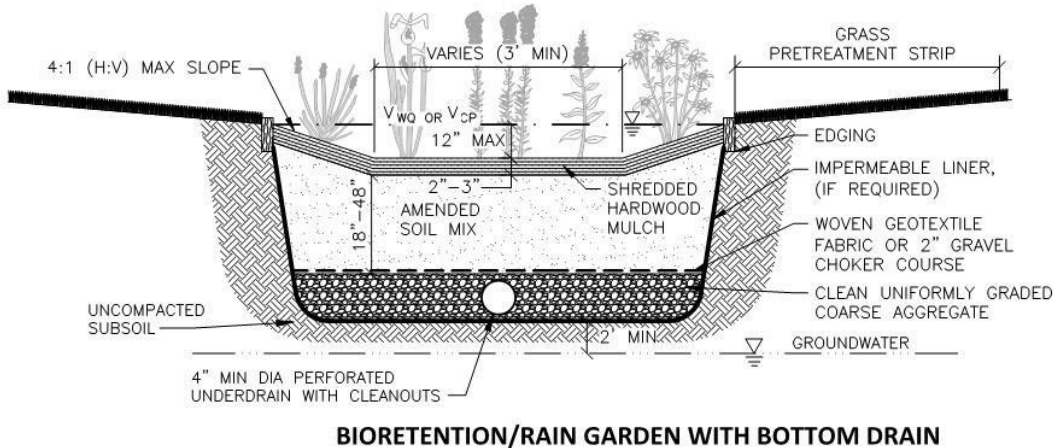 GRASS
PRETREATMENT STRIP
VARIES (3' MIN)
4:1 (H:V) MAX SLOPE
VWQ OR VCP
12" MAX
EDGING
IMPERMEABLE LINER,
(IF REQUIRED)
2"-3"
SHREDDED
HARDWOOD
MULCH
AMENDED
SOIL MIX
18"-48"
WOVEN GEOTEXTILE
FABRIC OR 2" GRAVEL
CHOKER COURSE
CLEAN UNIFORMLY GRADED
COARSE AGGREGATE
UNCOMPACTED
SUBSOIL
2' MIN
GROUNDWATER
4" MIN DIA PERFORATED
UNDERDRAIN WITH CLEANOUTS
BIORETENTION/RAIN GARDEN WITH BOTTOM DRAIN